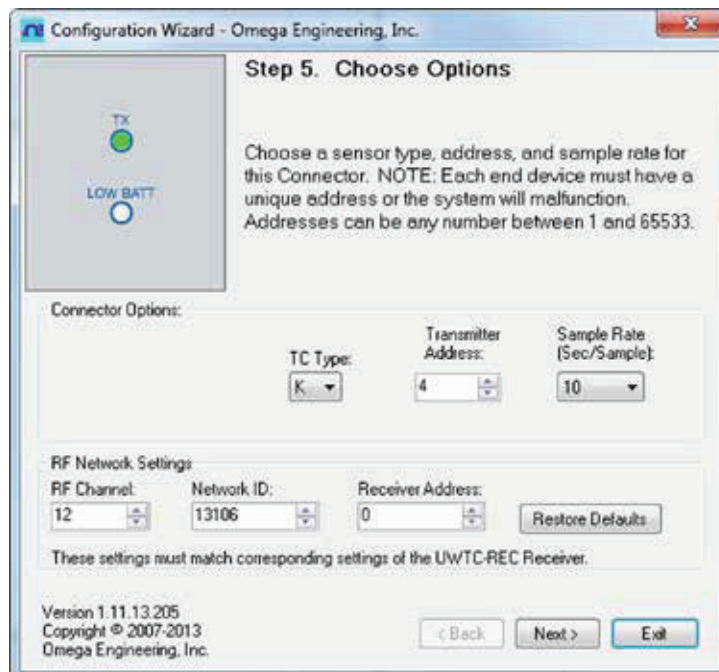 Configuration Wizard - Omega Engineering, Inc.
Step 5. Choose Options
TX
LOW BATT
Choose a sensor type, address, and sample rate for
this Connector. NOTE: Each end device must have a
unique address or the system will malfunction.
Addresses can be any number between 1 and 65533.
Connector Options:
TC Type:
K
Transmitter
Address:
4
Sample Rate
(Sec/Sample):
10
RF Network Settings
RF Channel:
12
Network ID:
13106
Receiver Address:
0
Restore Defaults
These settings must match corresponding settings of the UWTC-REC Receiver.
Version 1.11.13.205
Copyright © 2007-2013
Omega Engineering, Inc.
< Back
Next >
Exit